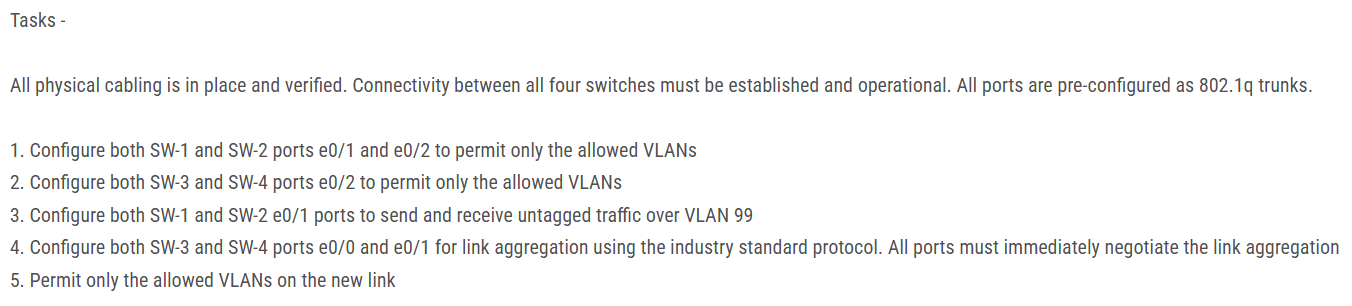 Tasks -
All physical cabling is in place and verified. Connectivity between all four switches must be established and operational. All ports are pre-configured as 802.1q trunks.
1. Configure both SW-1 and SW-2 ports e0/1 and e0/2 to permit only the allowed VLANs
2. Configure both SW-3 and SW-4 ports e0/2 to permit only the allowed VLANs
3. Configure both SW-1 and SW-2 e0/1 ports to send and receive untagged traffic over VLAN 99
4. Configure both SW-3 and SW-4 ports e0/0 and e0/1 for link aggregation using the industry standard protocol. All ports must immediately negotiate the link aggregation
5. Permit only the allowed VLANs on the new link